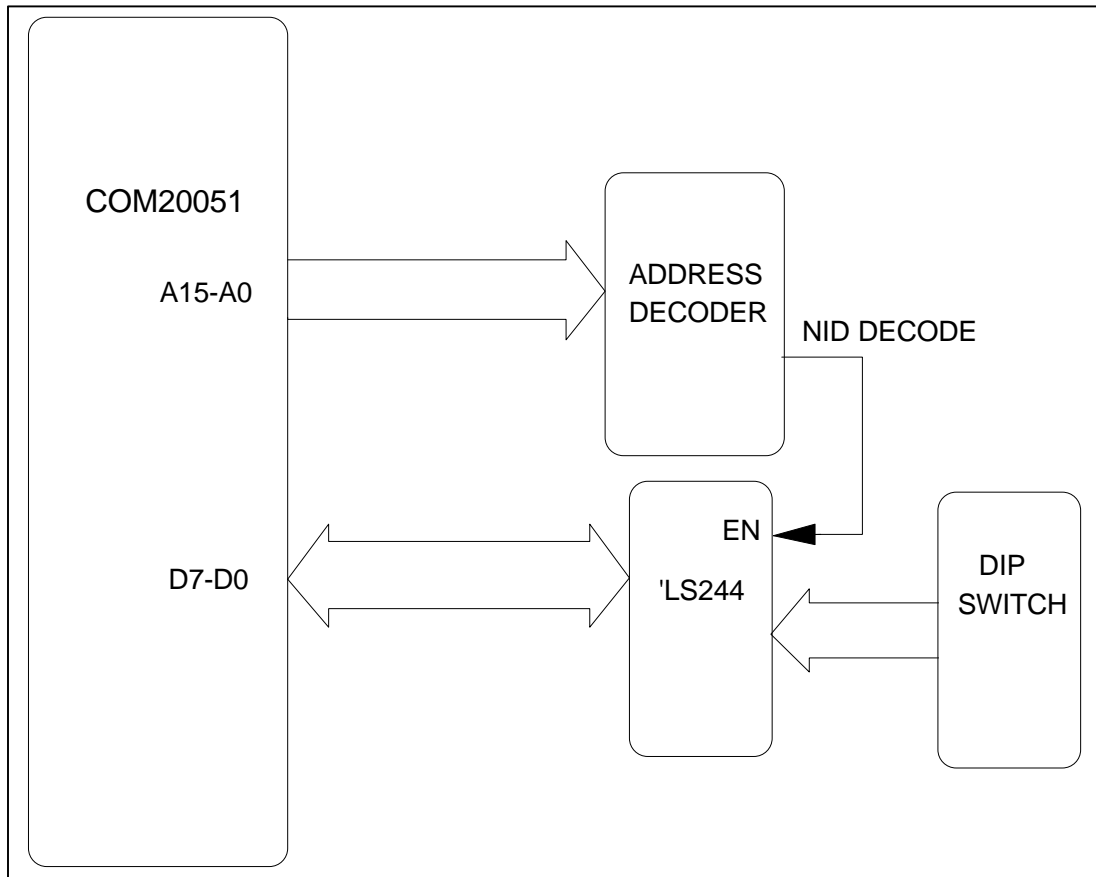 COM20051
A15-A0
ADDRESS
DECODER
NID DECODE
D7-D0
EN
'LS244
DIP
SWITCH